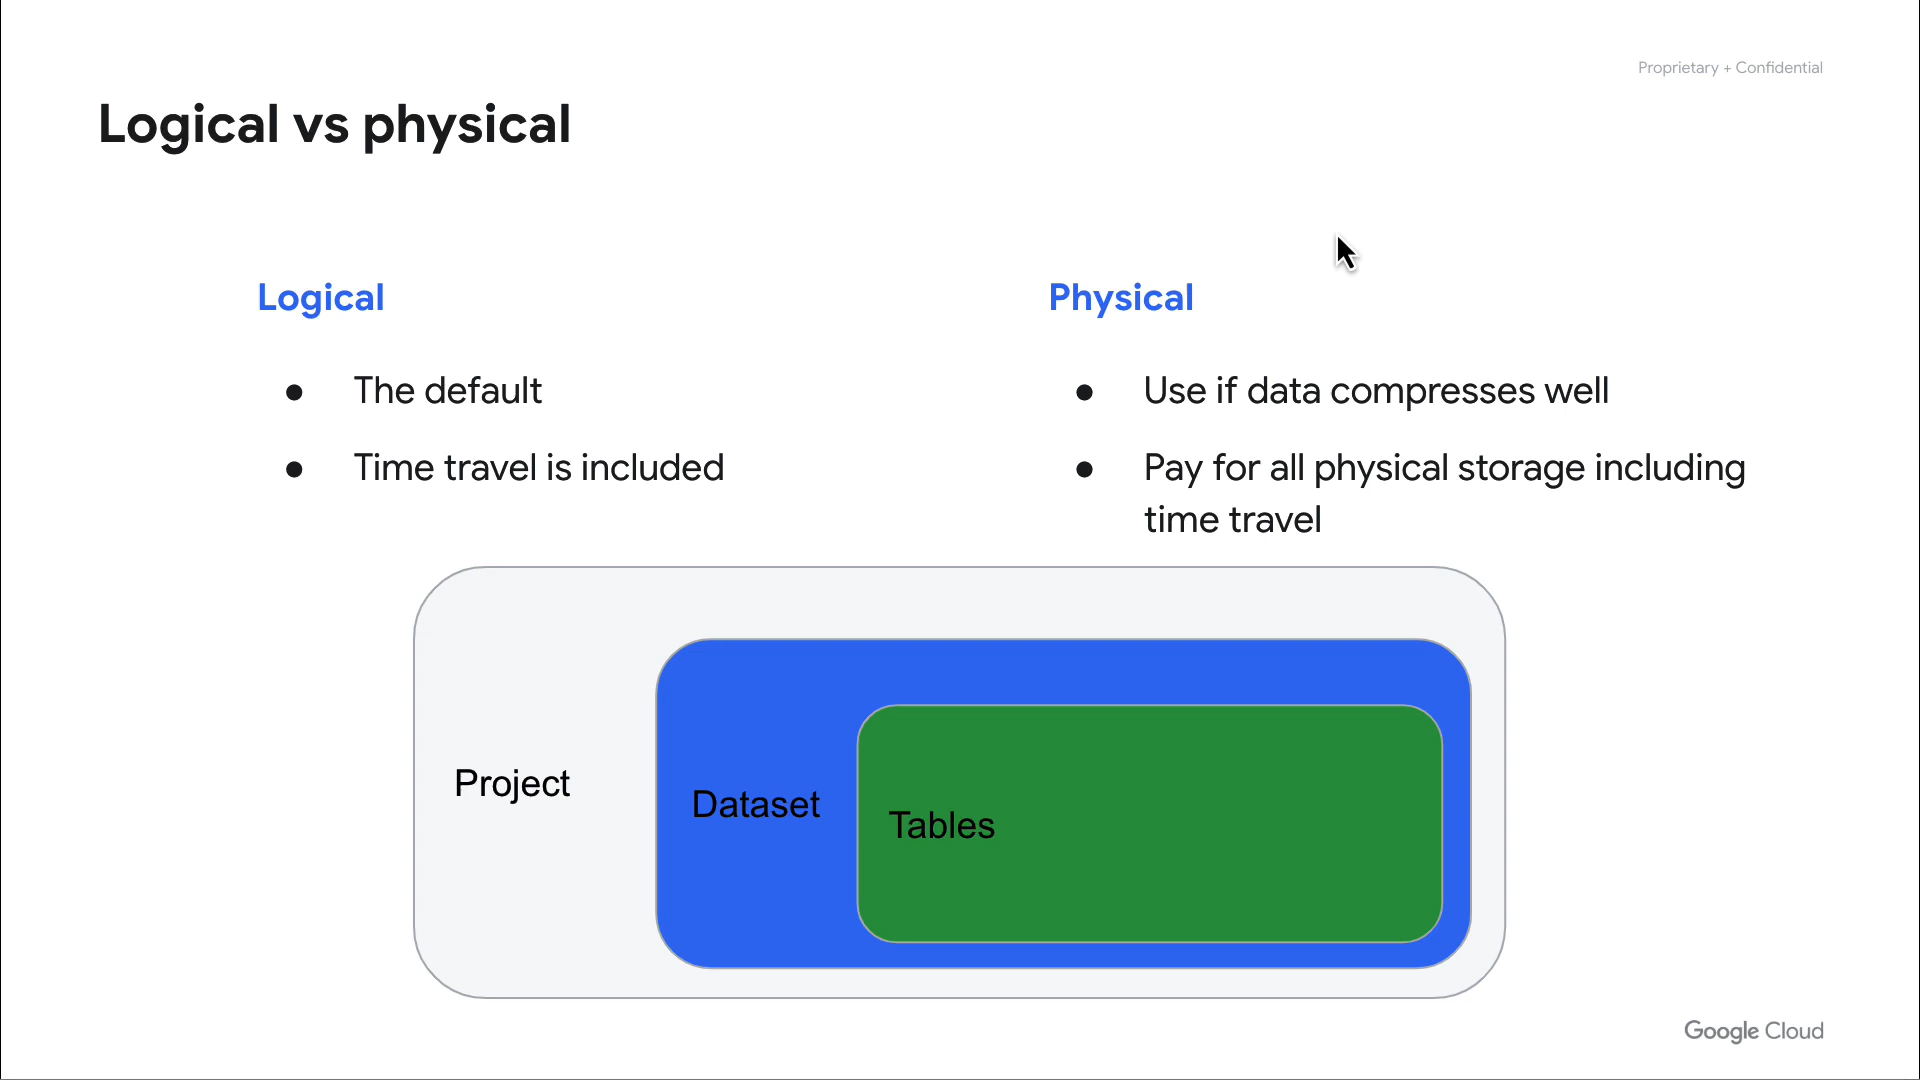 Proprietary + Confidential
Logical vs physical
Logical
● The default
● Time travel is included
Physical
● Use if data compresses well
● Pay for all physical storage including
time travel
Project
Dataset
Tables
Google Cloud